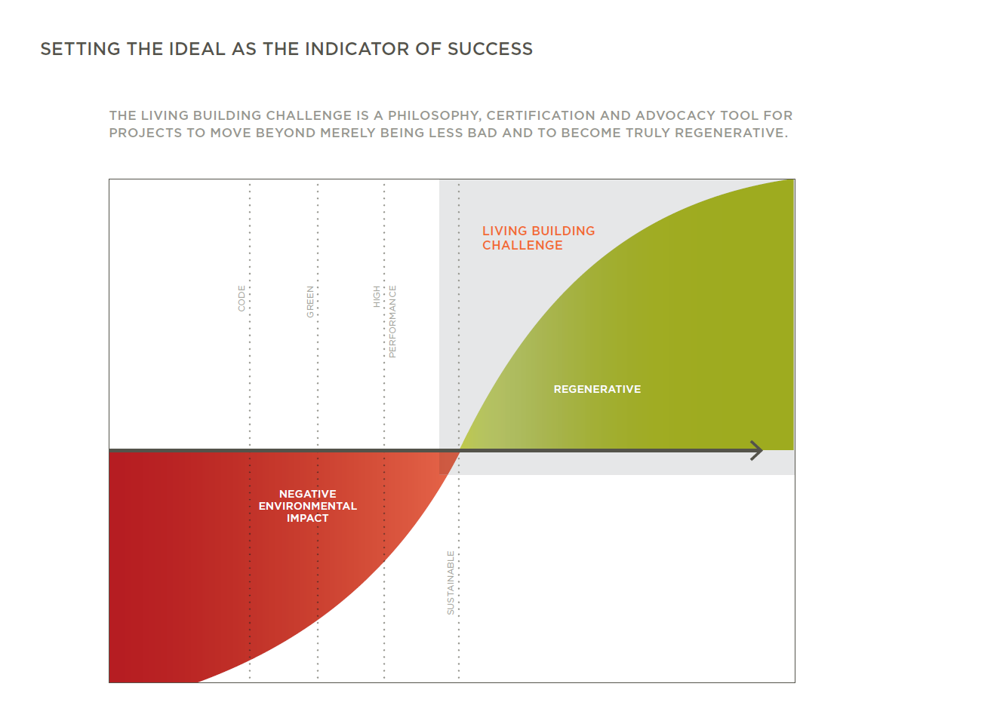 SETTING THE IDEAL AS THE INDICATOR OF SUCCESS
THE LIVING BUILDING CHALLENGE IS A PHILOSOPHY, CERTIFICATION AND ADVOCACY TOOL FOR
PROJECTS TO MOVE BEYOND MERELY BEING LESS BAD AND TO BECOME TRULY REGENERATIVE.
LIVING BUILDING
CHALLENGE
CODE
GREEN
HIGH
PERFORMANCE
REGENERATIVE
NEGATIVE
ENVIRONMENTAL
IMPACT
SUSTAINABLE